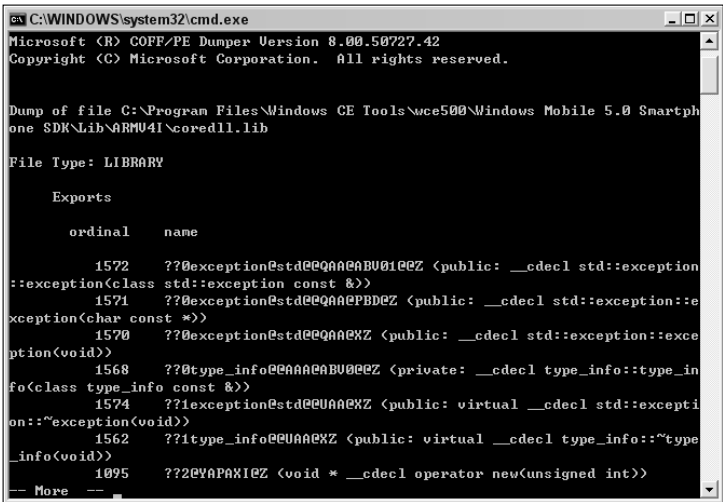 C:\WINDOWS\system32\cmd.exe
Microsoft (R) COFF/PE Dumper Version 8.00.50727.42
Copyright (C) Microsoft Corporation.  All rights reserved.
Dump of file C:\Program Files\Windows CE Tools\wce500\Windows Mobile 5.0 Smartph
one SDK\Lib\ARMV4I\coredll.lib
File Type: LIBRARY
Exports
ordinal    name
1572    ??0exception@std@@QAA@ABV01@@Z (public: __cdecl std::exception
::exception(class std::exception const &))
1571    ??0exception@std@@QAA@PBD@Z (public: __cdecl std::exception::e
xception(char const *))
1570    ??0exception@std@@QAA@XZ (public: __cdecl std::exception::exce
ption(void))
1568    ??0type_info@@AAA@ABV0@@Z (private: __cdecl type_info::type_in
fo(class type_info const &))
1574    ??1exception@std@@UAA@XZ (public: virtual __cdecl std::excepti
on::~exception(void))
1562    ??1type_info@@UAA@XZ (public: virtual __cdecl type_info::~type
_info(void))
1095    ??2@YAPAXI@Z (void * __cdecl operator new(unsigned int))
-- More  --